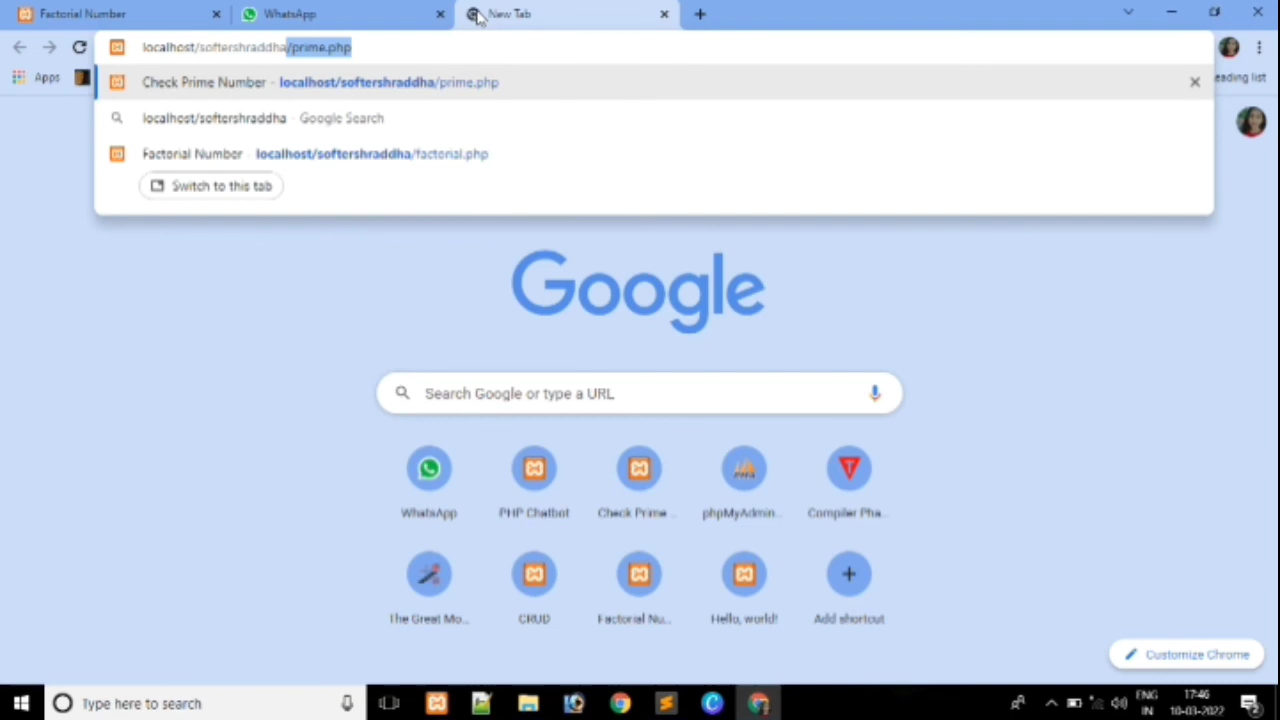 Factorial Number
WhatsApp
New Tab
localhost/softershraddha/prime.php
Apps
eading list
Check Prime Number - localhost/softershraddha/prime.php
localhost/softershraddha - Google Search
Factorial Number - localhost/softershraddha/factorial.php
Switch to this tab
Google
Search Google or type a URL
WhatsApp
PHP Chatbot
Check Prime ...
phpMyAdmin...
Compiler Pha...
The Great Mo...
CRUD
Factorial Nu...
Hello, world!
Add shortcut
Customize Chrome
Type here to search
ENG
IN
17:46
10-03-2022